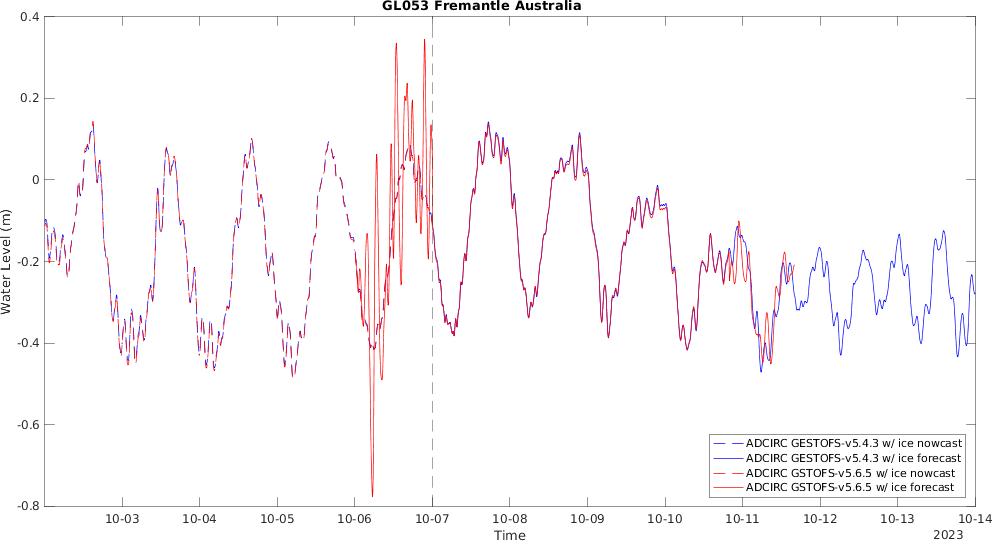 GL053 Fremantle Australia
0.4
0.2
0
-0.2
-0.4
-0.6
-0.8
Water Level (m)
ADCIRC GESTOFS-v5.4.3 w/ ice nowcast
ADCIRC GESTOFS-v5.4.3 w/ ice forecast
ADCIRC GSTOFS-v5.6.5 w/ ice nowcast
ADCIRC GSTOFS-v5.6.5 w/ ice forecast
10-03 10-04 10-05 10-06 10-07 10-08 10-09 10-10 10-11 10-12 10-13 10-14
Time
2023